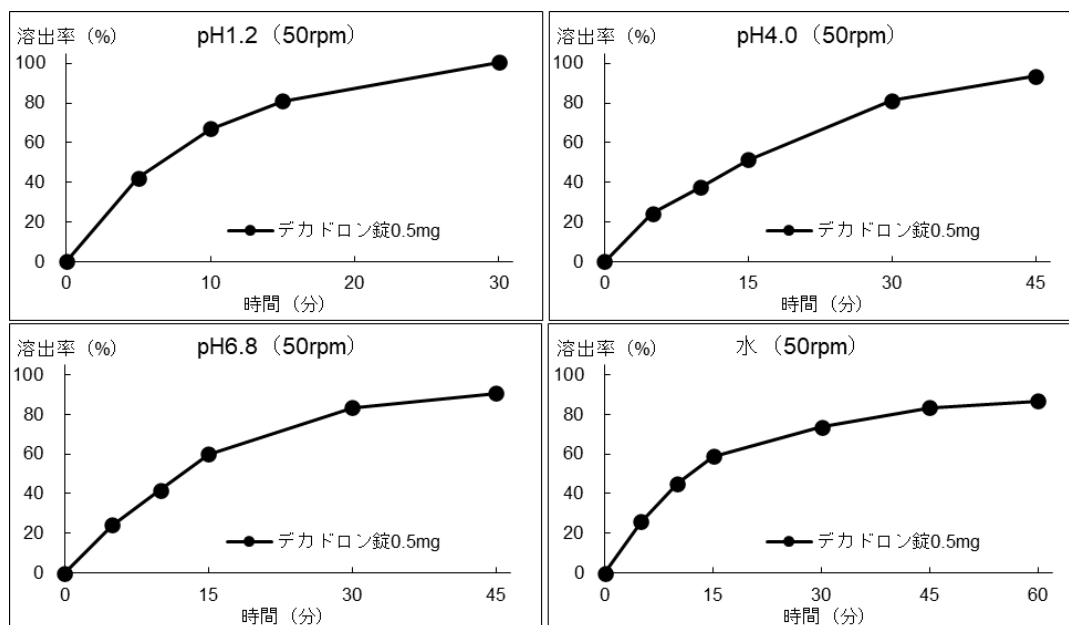 溶出率（%） pH1.2（50rpm）
100
80
60
40
20
0
デカドロン錠0.5mg
0 10 20 30
時間（分）
溶出率（%） pH4.0（50rpm）
100
80
60
40
20
0
デカドロン錠0.5mg
0 15 30 45
時間（分）
溶出率（%） pH6.8（50rpm）
100
80
60
40
20
0
デカドロン錠0.5mg
0 15 30 45
時間（分）
溶出率（%） 水（50rpm）
100
80
60
40
20
0
デカドロン錠0.5mg
0 15 30 45 60
時間（分）